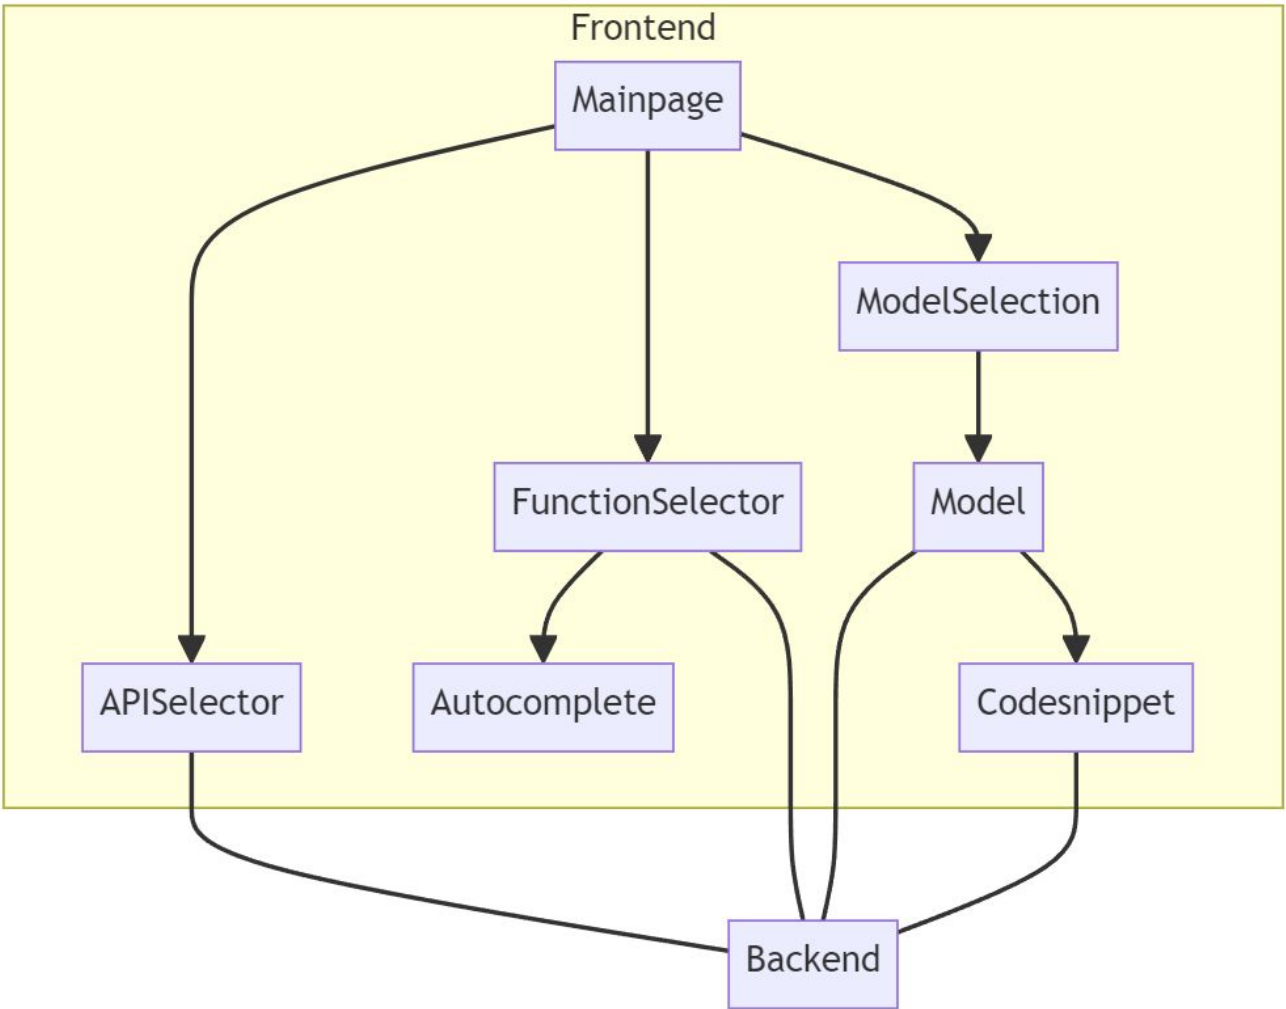 Frontend
Mainpage
ModelSelection
FunctionSelector
Model
APISelector
Autocomplete
Codesnippet
Backend